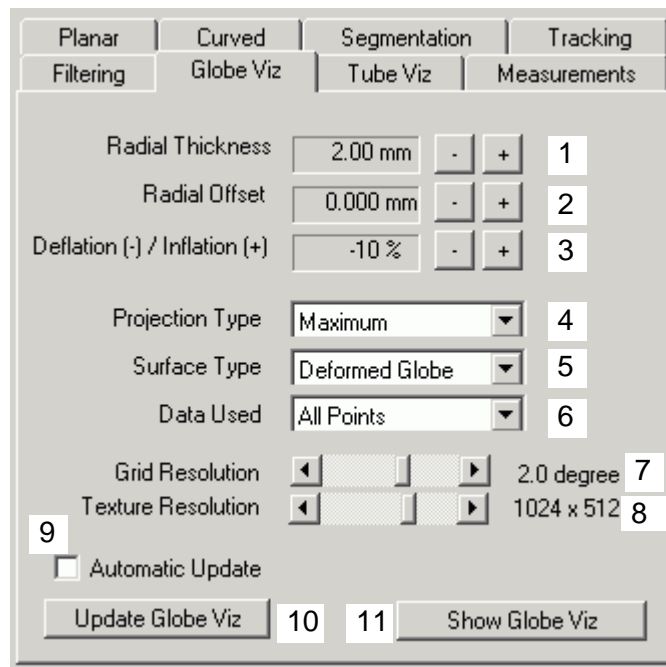 Planar Curved Segmentation Tracking
Filtering Globe Viz Tube Viz Measurements
Radial Thickness 2.00 mm - + 1
Radial Offset 0.000 mm - + 2
Deflation (-) / Inflation (+) -10 % - + 3
Projection Type Maximum 4
Surface Type Deformed Globe 5
Data Used All Points 6
Grid Resolution 2.0 degree 7
Texture Resolution 1024 x 512 8
9
Automatic Update
Update Globe Viz 10 11 Show Globe Viz